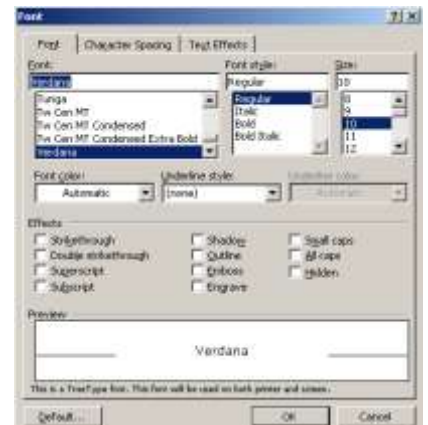 Font
Font Character Spacing Text Effects
Font: Font style: Size:
Verdana Regular 10
Tunga Regular 8
Tw Cen MT Italic 9
Tw Cen MT Condensed Bold 10
Tw Cen MT Condensed Extra Bold Bold Italic 11
Verdana 12
Font color: Underline style: Underline color:
Automatic (none) Automatic
Effects
Strikethrough Shadow Small caps
Double strikethrough Outline All caps
Superscript Emboss Hidden
Subscript Engrave
Preview
Verdana
This is a TrueType font. This font will be used on both printer and screen.
Default... OK Cancel